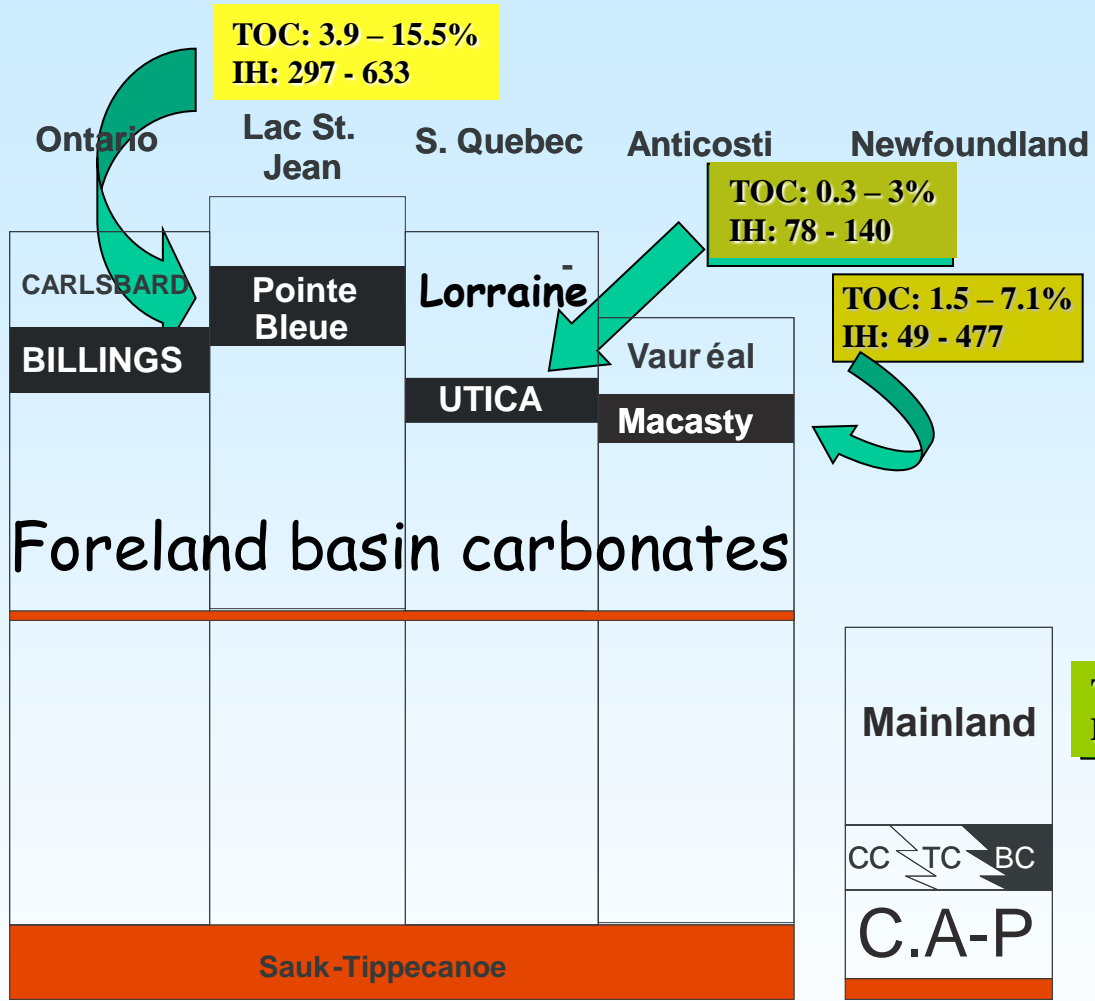 TOC: 3.9 – 15.5%
IH: 297 - 633
Ontario
Lac St.
Jean
S. Quebec
Anticosti
Newfoundland
TOC: 0.3 – 3%
IH: 78 - 140
TOC: 1.5 – 7.1%
IH: 49 - 477
CARLSBARD
BILLINGS
Pointe
Bleue
-
Lorraine
UTICA
Vauréal
Macasty
Foreland basin carbonates
Mainland
CC
TC
BC
C.A-P
Sauk-Tippecanoe